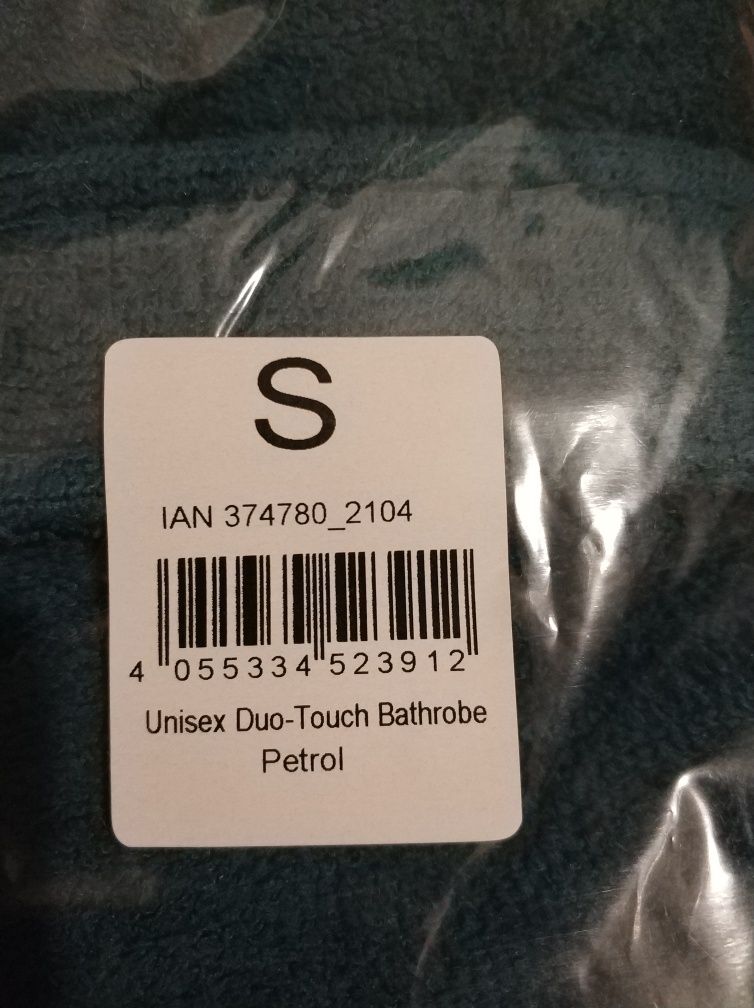 S
IAN 374780_2104
4 055334 523912
Unisex Duo-Touch Bathrobe
Petrol